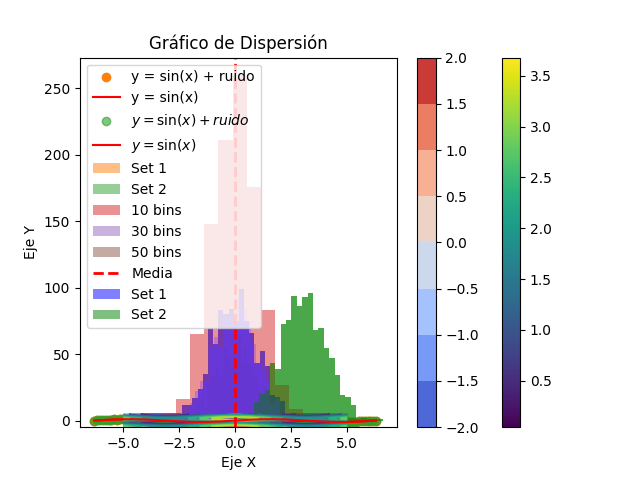 Gráfico de Dispersión
y = sin(x) + ruido
y = sin(x)
y = sin(x) + ruido
y = sin(x)
Set 1
Set 2
10 bins
30 bins
50 bins
Media
Set 1
Set 2
Eje Y
250
200
150
100
50
0
−5.0
−2.5
0.0
2.5
5.0
Eje X
2.0
1.5
1.0
0.5
0.0
−0.5
−1.0
−1.5
−2.0
3.5
3.0
2.5
2.0
1.5
1.0
0.5